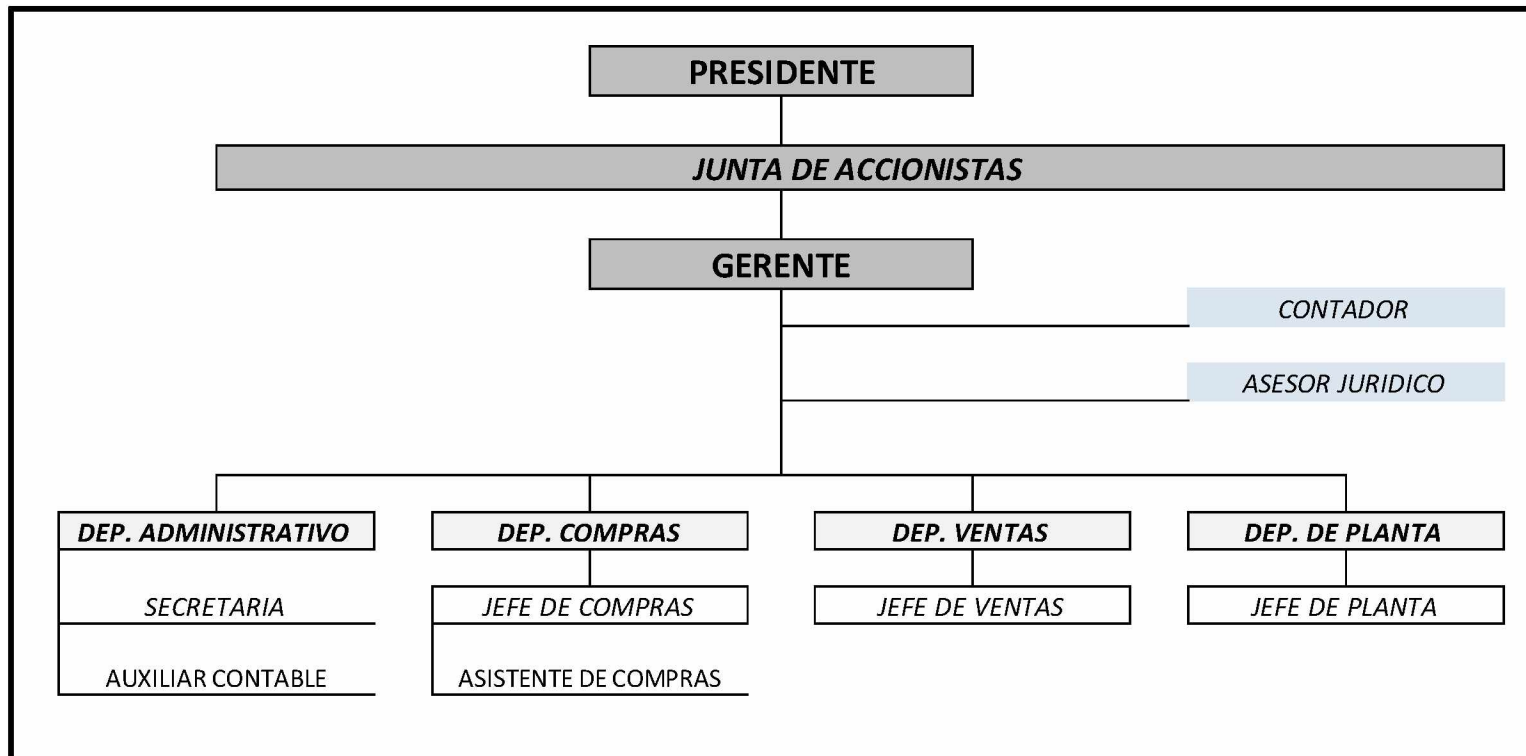 PRESIDENTE
JUNTA DE ACCIONISTAS
GERENTE
CONTADOR
ASESOR JURIDICO
DEP. ADMINISTRATIVO
DEP. COMPRAS
DEP. VENTAS
DEP. DE PLANTA
SECRETARIA
JEFE DE COMPRAS
JEFE DE VENTAS
JEFE DE PLANTA
AUXILIAR CONTABLE
ASISTENTE DE COMPRAS